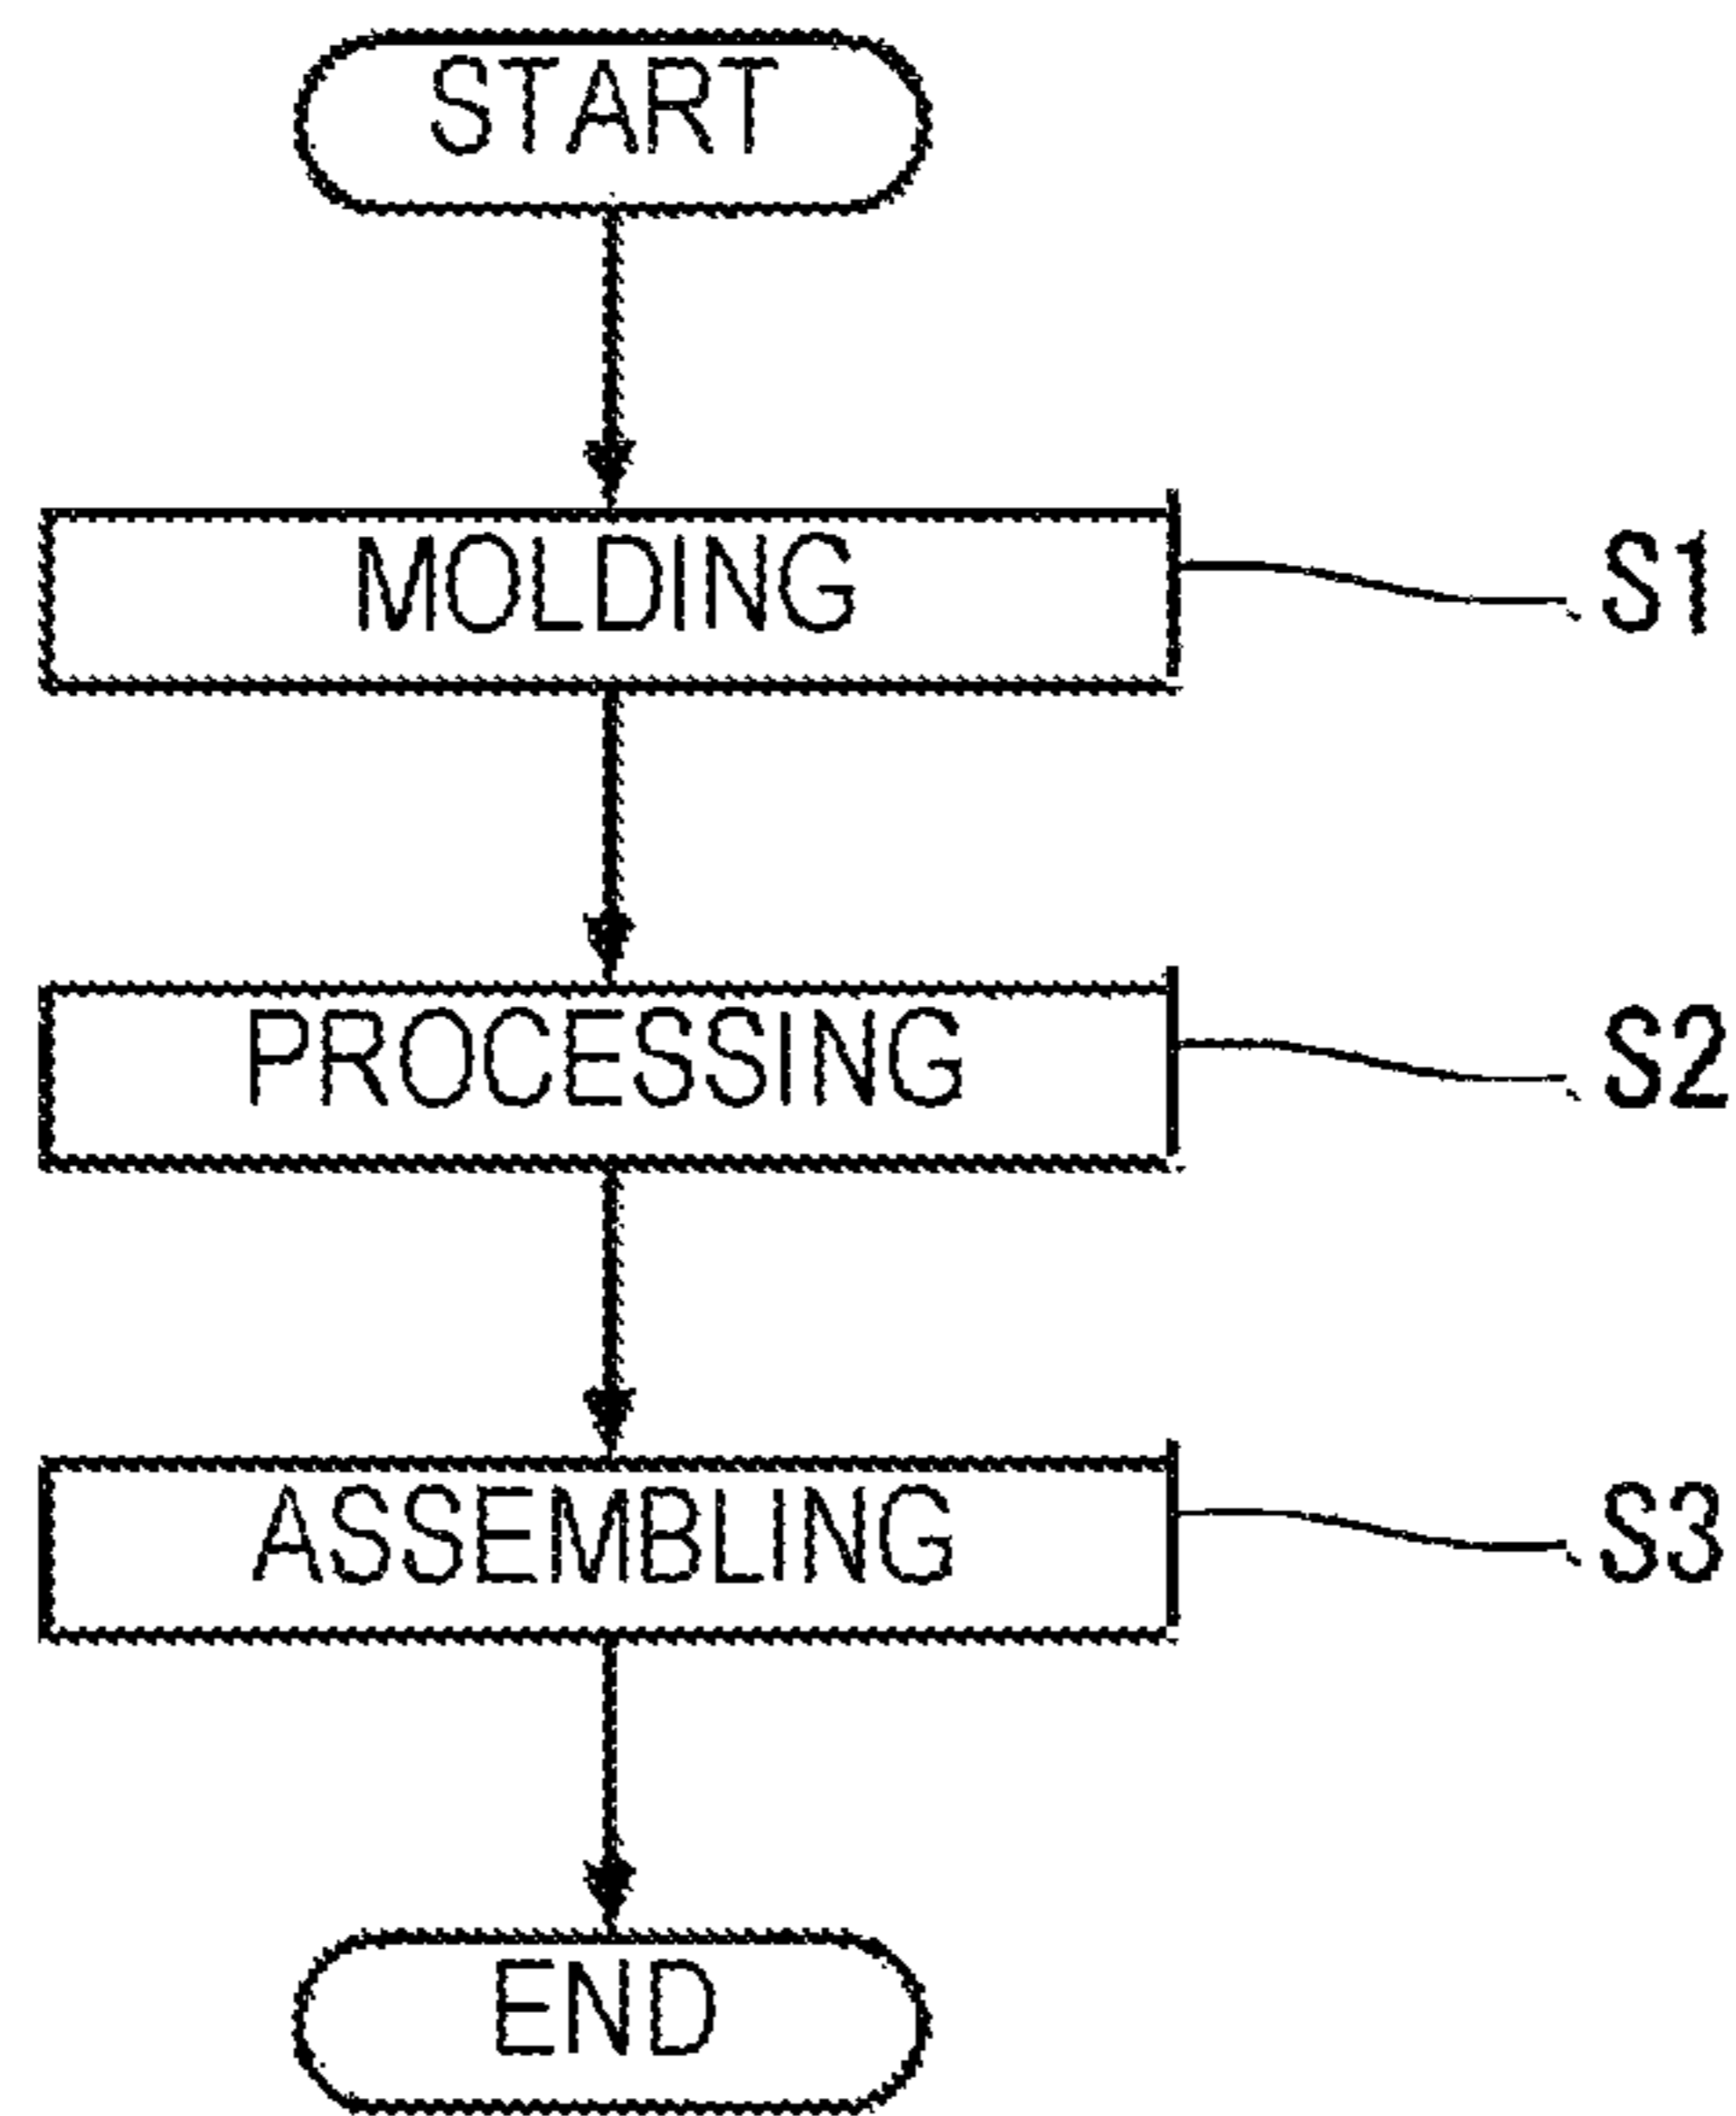 START
MOLDING S1
PROCESSING S2
ASSEMBLING S3
END